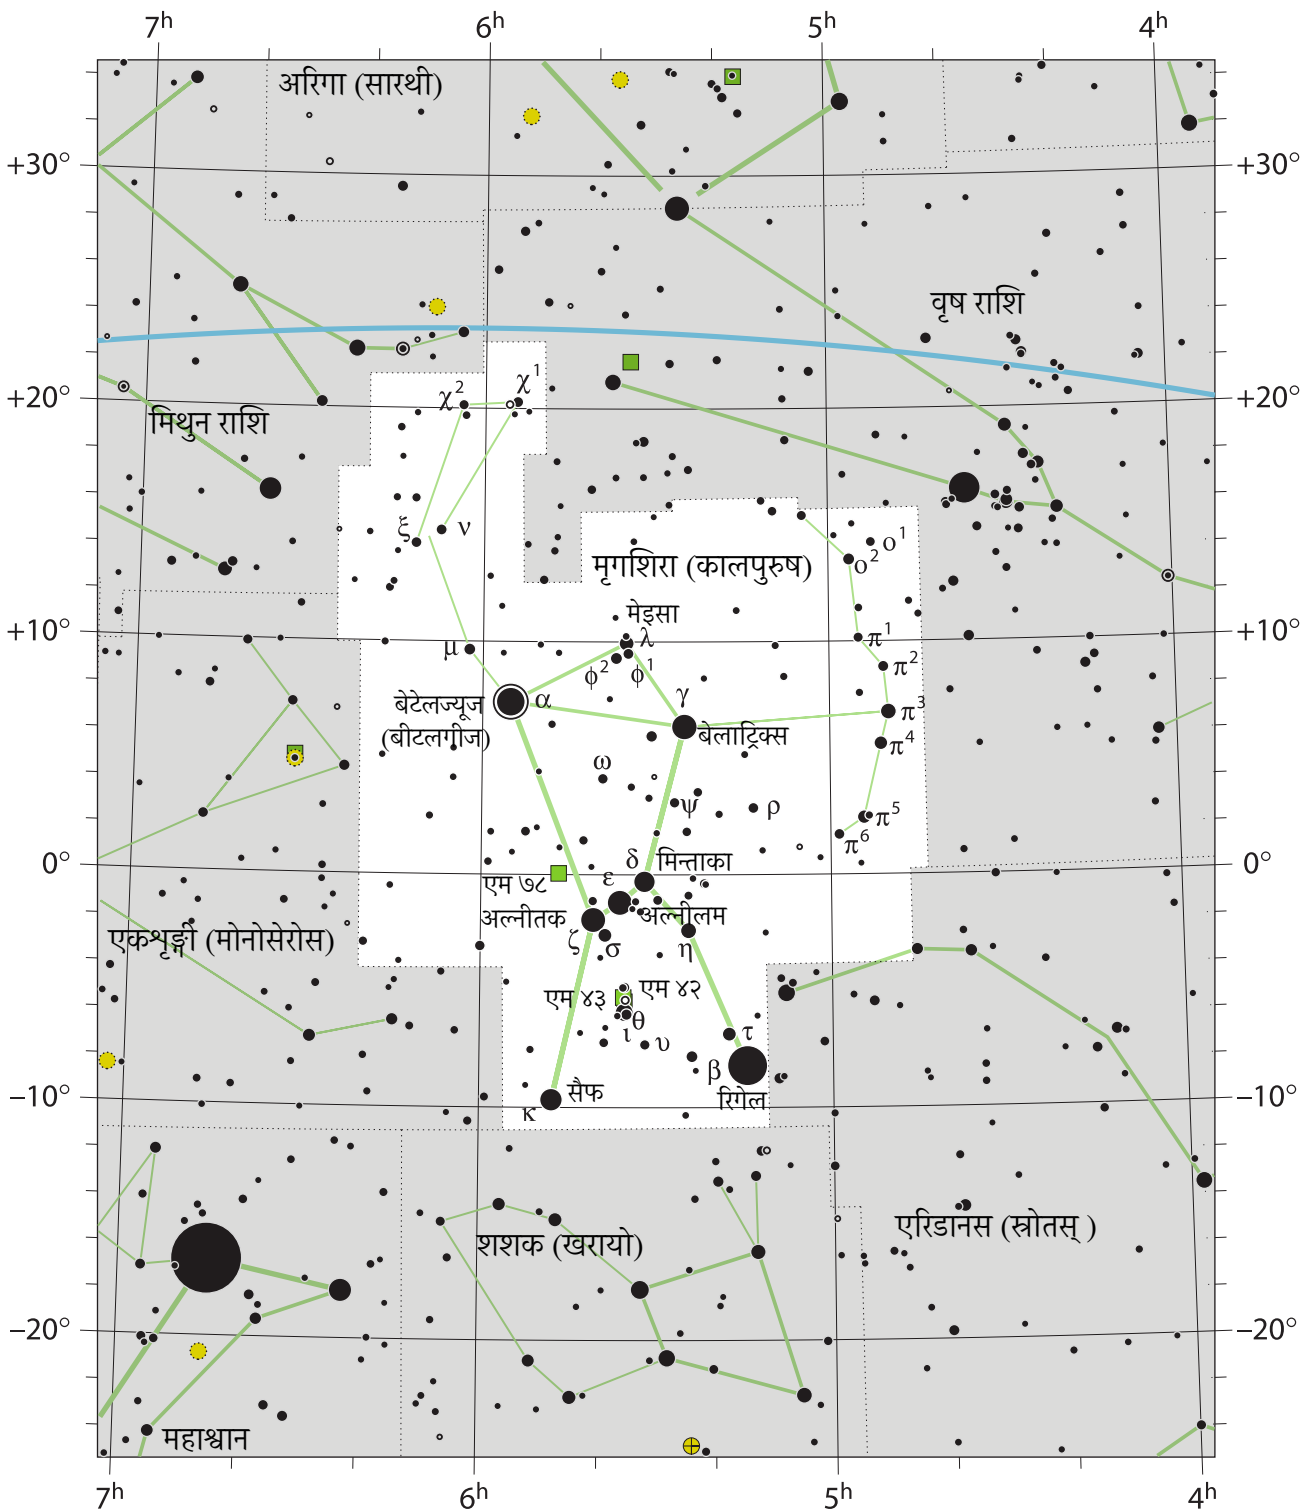 7h 6h 5h 4h
अरिगा (सारथी)
+30° +30°
वृष राशि
χ2 χ1
+20° +20°
मिथुन राशि
ξ ν
ο1
ο2
मृगशिरा (कालपुरुष)
मेइसा
+10° λ π1 +10°
μ φ2 φ1 π2
बेटेलज्यूज α γ π3
(बीटलगीज) बेलाट्रिक्स π4
ω
ψ ρ π5
π6
0° δ मिन्ताका 0°
एम ७८ ε
अल्नीतक अल्नीलम
ζ σ η
एकशृङ्गी (मोनोसेरोस)
एम ४३ एम ४२
θ
ι υ τ
β
सैफ रिगेल
−10° κ −10°
एरिडानस (स्रोतस् )
शशक (खरायो)
−20° −20°
महाश्वान
7h 6h 5h 4h